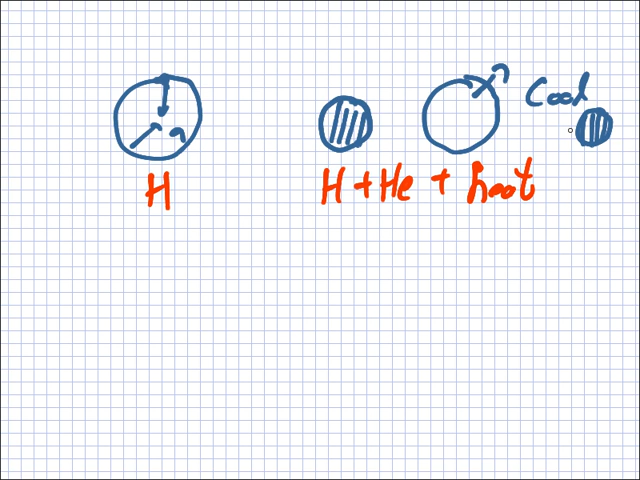 Cool
H
H + He + heat